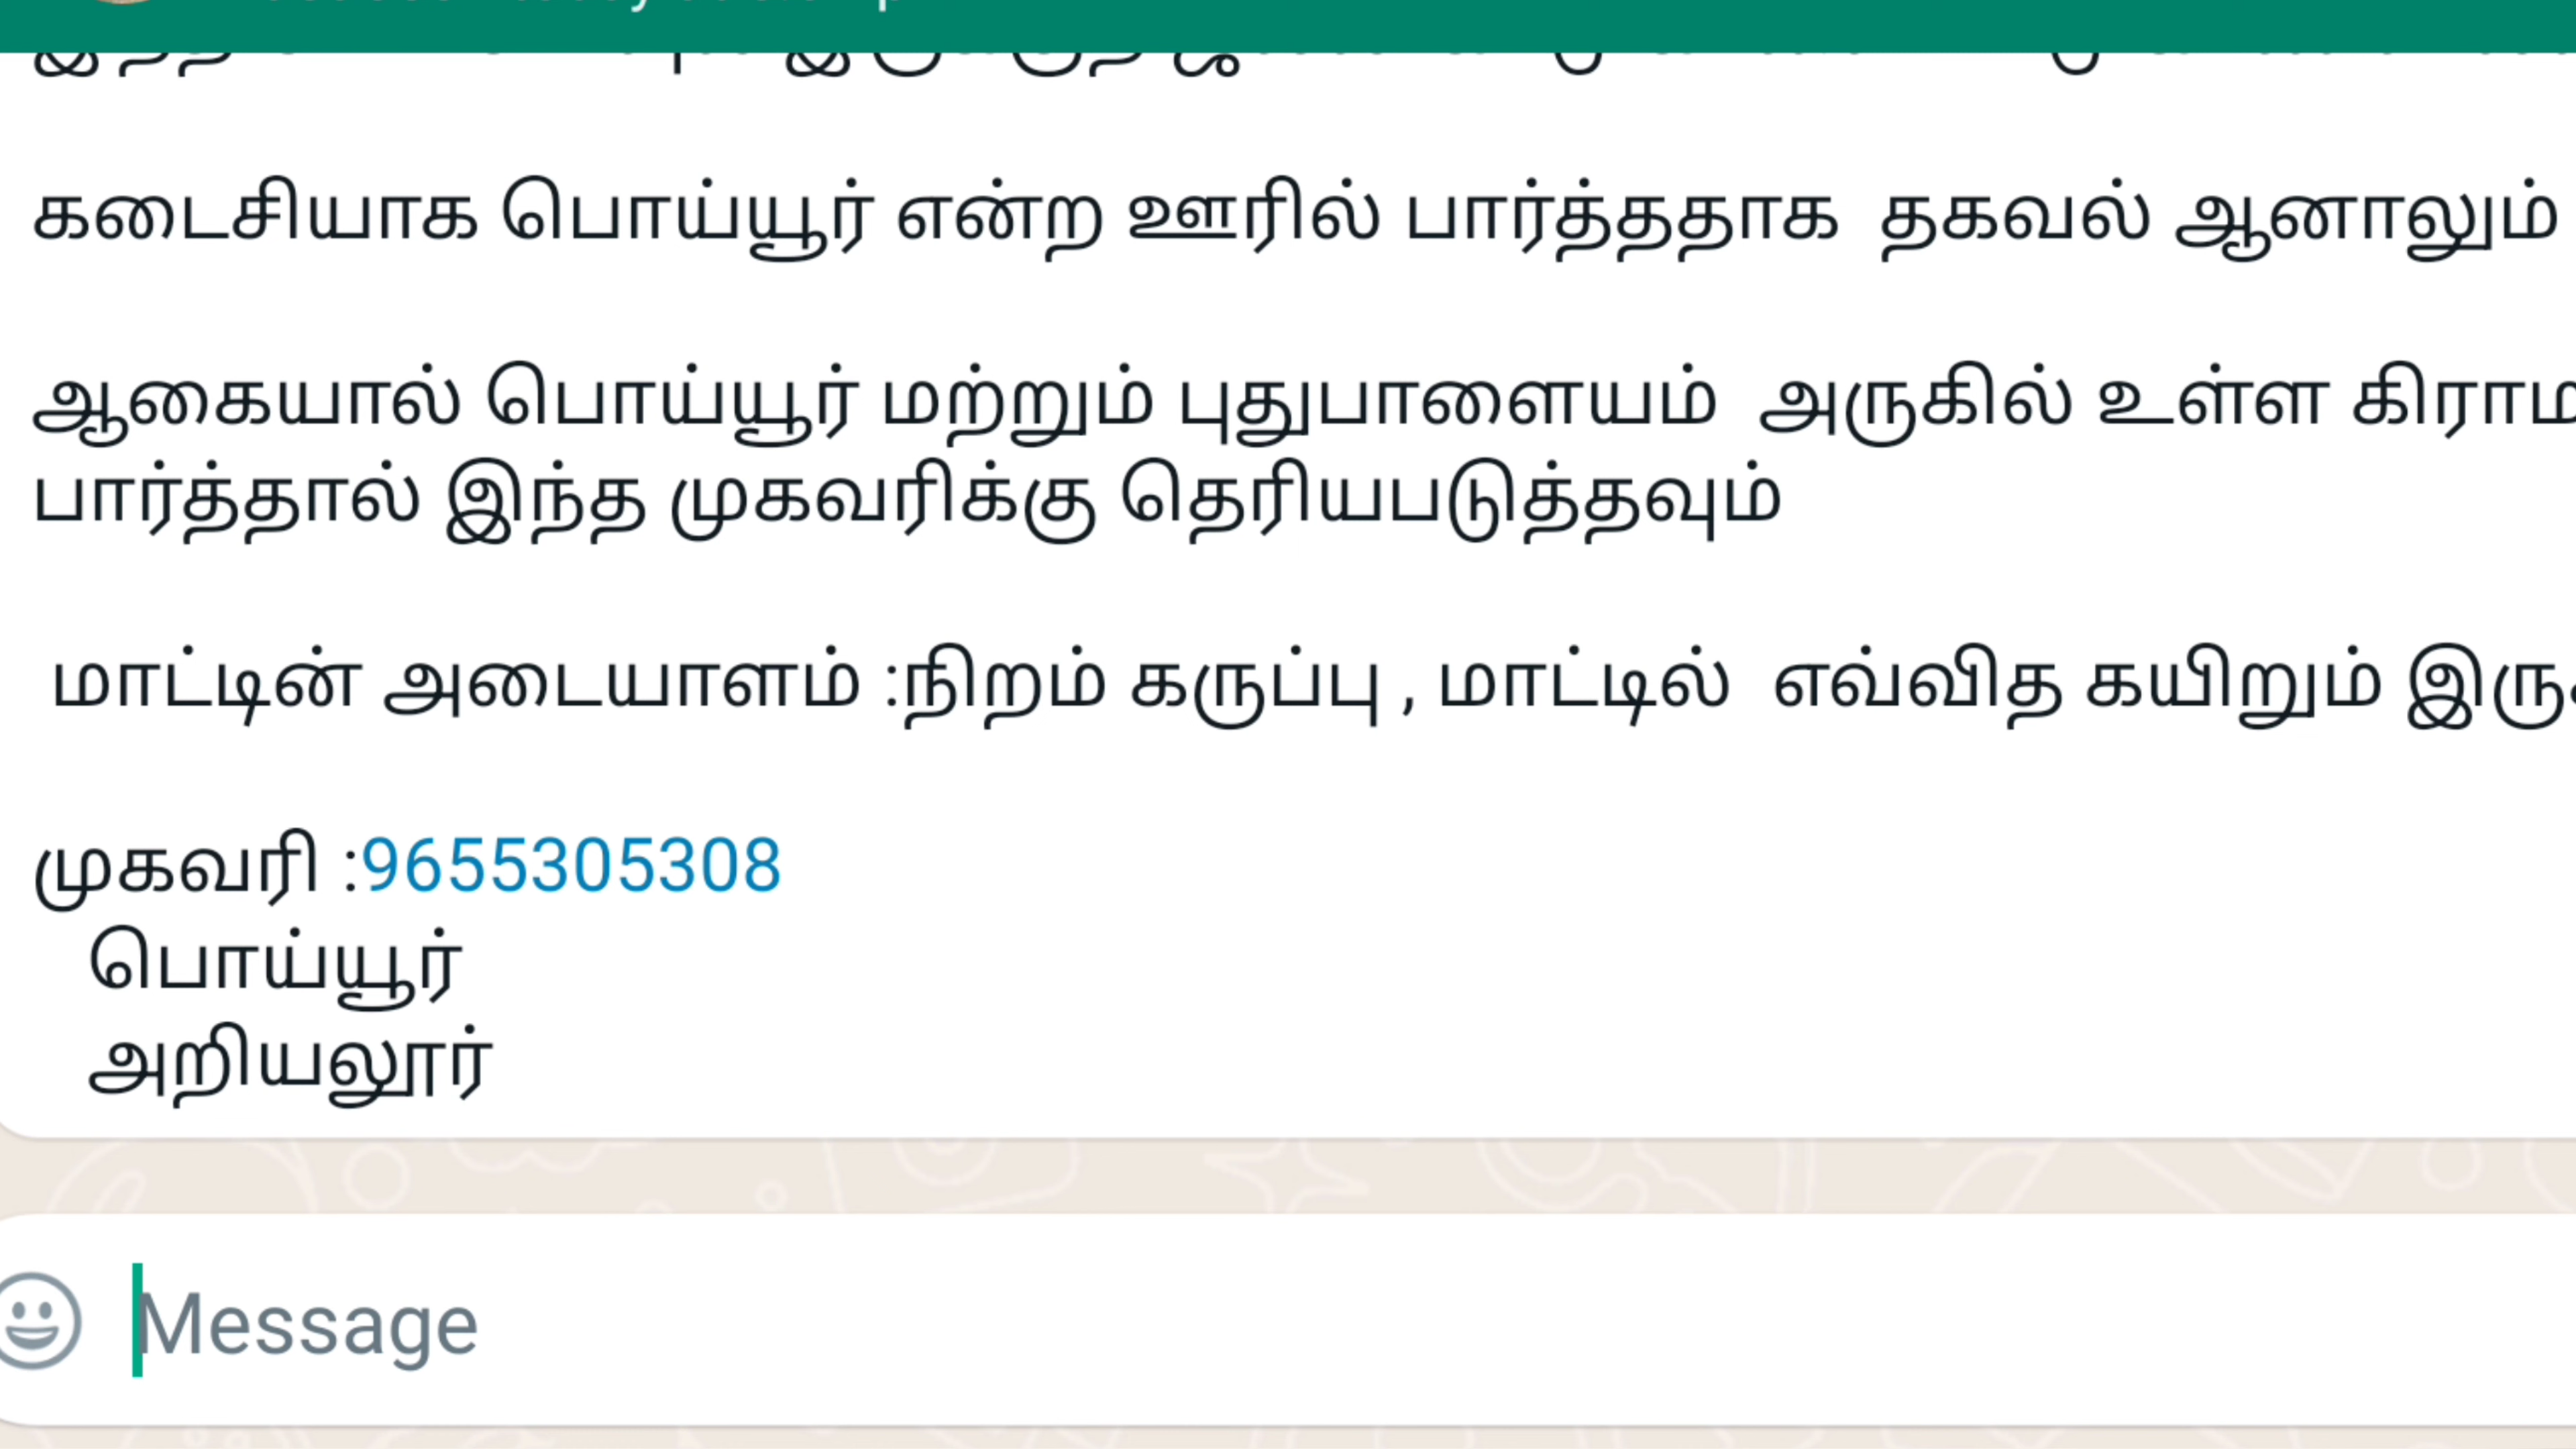 கடைசியாக பொய்யூர் என்ற ஊரில் பார்த்ததாக தகவல் ஆனாலும்
ஆகையால் பொய்யூர் மற்றும் புதுபாளையம் அருகில் உள்ள
பார்த்தால் இந்த முகவரிக்கு தெரியபடுத்தவும்
மாட்டின் அடையாளம் :நிறம் கருப்பு , மாட்டில் எவ்வித கயிறும்
முகவரி :9655305308
பொய்யூர்
அறியலூர்
Message